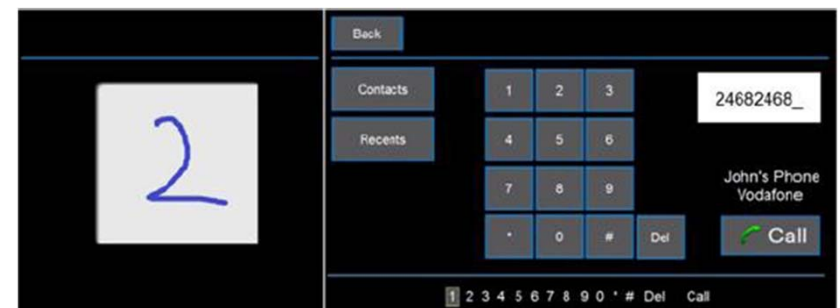 2
Back
Contacts
Recents
1 2 3
4 5 6
7 8 9
* 0 # Del
24682468_
John's Phone
Vodafone
Call
1 2 3 4 5 6 7 8 9 0 * # Del Call